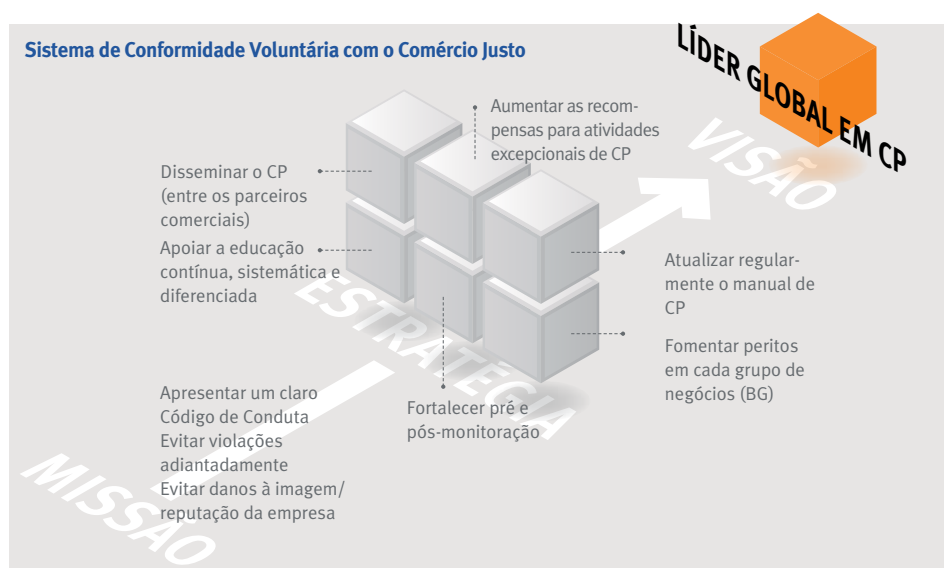 Sistema de Conformidade Voluntária com o Comércio Justo
LÍDER GLOBAL EM CP
VISÃO
Aumentar as recom-
pensas para atividades
excepcionais de CP
Disseminar o CP
(entre os parceiros
comerciais)
Apoiar a educação
contínua, sistemática e
diferenciada
Atualizar regular-
mente o manual de
CP
Fomentar peritos
em cada grupo de
negócios (BG)
ESTRATÉGIA
Fortalecer pré e
pós-monitoração
Apresentar um claro
Código de Conduta
Evitar violações
adiantadamente
Evitar danos à imagem/
reputação da empresa
MISSÃO